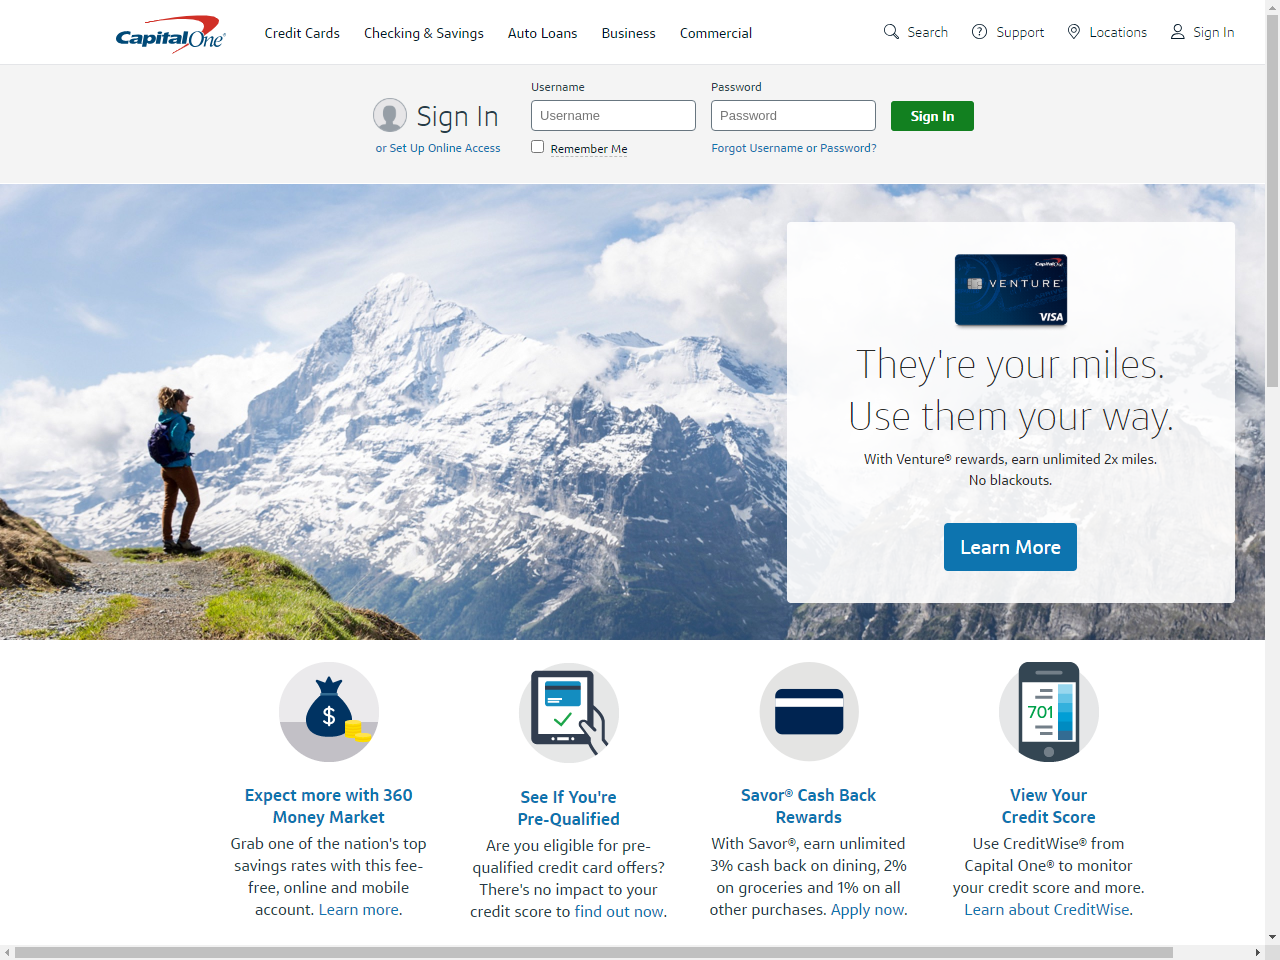 Capital One
Credit Cards
Checking & Savings
Auto Loans
Business
Commercial
Search
Support
Locations
Sign In
Sign In
or Set Up Online Access
Username
Username
Remember Me
Password
Password
Forgot Username or Password?
Sign In
Capital One
VENTURE
VISA
They're your miles.
Use them your way.
With Venture® rewards, earn unlimited 2x miles.
No blackouts.
Learn More
$
Expect more with 360
Money Market
Grab one of the nation's top
savings rates with this fee-
free, online and mobile
account. Learn more.
See If You're
Pre-Qualified
Are you eligible for pre-
qualified credit card offers?
There's no impact to your
credit score to find out now.
Savor® Cash Back
Rewards
With Savor®, earn unlimited
3% cash back on dining, 2%
on groceries and 1% on all
other purchases. Apply now.
701
View Your
Credit Score
Use CreditWise® from
Capital One® to monitor
your credit score and more.
Learn about CreditWise.